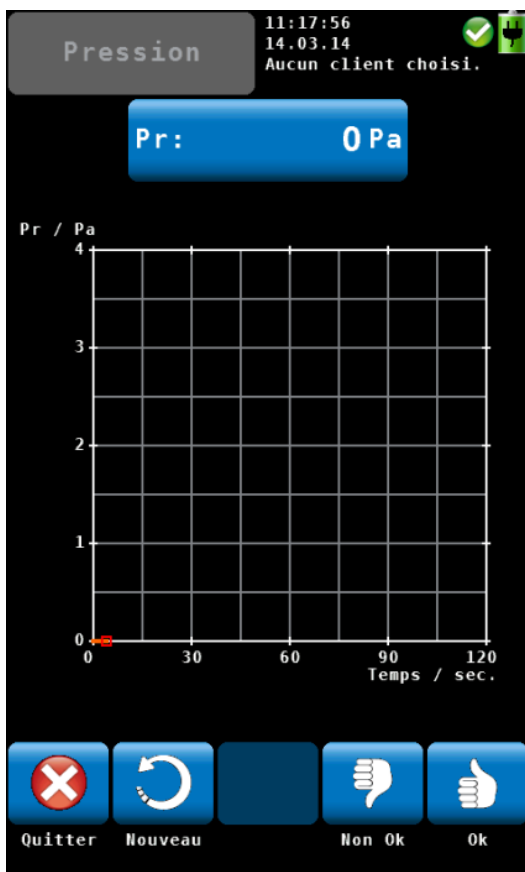 Pression
11:17:56
14.03.14
Aucun client choisi.
Pr: 0 Pa
Pr / Pa
4
3
2
1
0
0 30 60 90 120
Temps / sec.
Quitter Nouveau Non Ok Ok